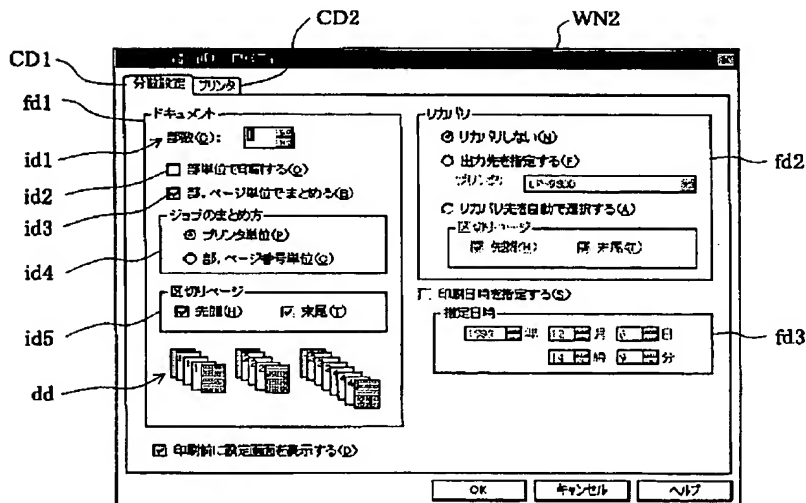 CD2
WN2
CD1
分散設定 プリンタ
fd1
ドキュメント
id1
部数(C):
id2
部単位で印刷する(O)
id3
部，ページ単位でまとめる(B)
ジョブのまとめ方
id4
プリンタ単位(P)
部，ページ番号単位(G)
区切りページ
id5
先頭(H) 末尾(T)
dd
印刷前に設定画面を表示する(D)
リカバリ
リカバリしない(N)
出力先を指定する(F)
fd2
プリンタ:
リカバリ先を自動で選択する(A)
区切りページ
先頭(H) 末尾(T)
印刷日時を指定する(S)
指定日時
年 12 月 日
fd3
時 9 分
OK キャンセル ヘルプ